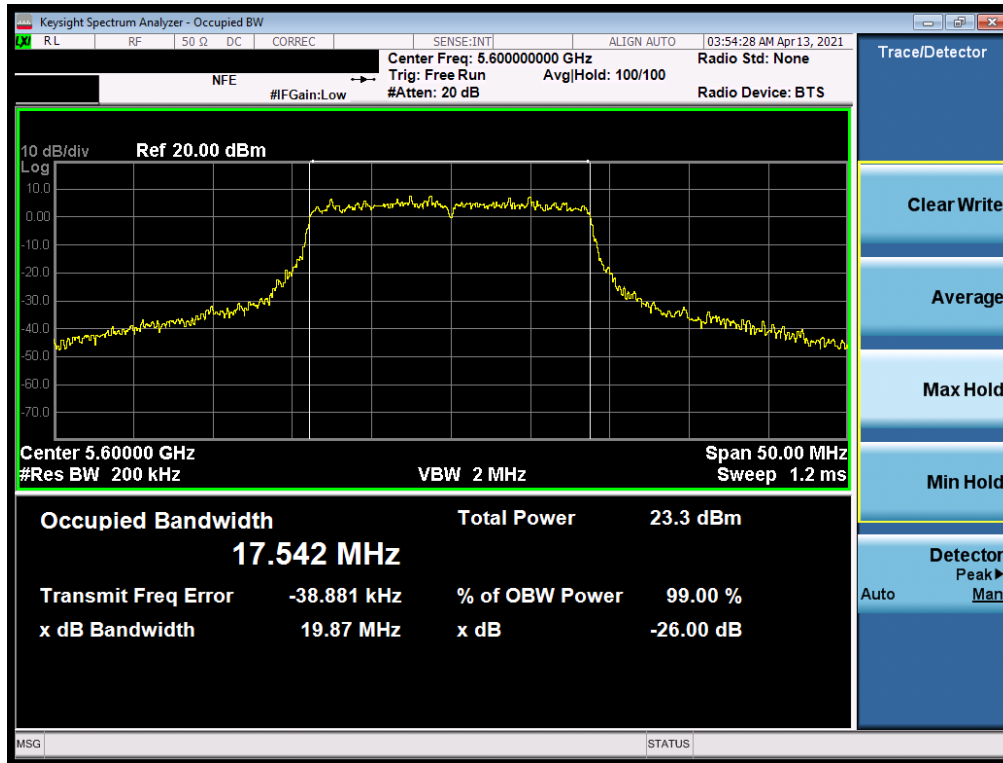 Keysight Spectrum Analyzer - Occupied BW
LXI RL RF 50 Ω DC CORREC SENSE:INT ALIGN AUTO 03:54:28 AM Apr 13, 2021
Center Freq: 5.600000000 GHz Radio Std: None
NFE Trig: Free Run Avg|Hold: 100/100
#IFGain:Low #Atten: 20 dB Radio Device: BTS
Trace/Detector
10 dB/div Ref 20.00 dBm
Log
10.0
0.00
-10.0
-20.0
-30.0
-40.0
-50.0
-60.0
-70.0
Center 5.60000 GHz Span 50.00 MHz
#Res BW 200 kHz VBW 2 MHz Sweep 1.2 ms
Clear Write
Average
Max Hold
Min Hold
Detector
Peak▶
Auto Man
Occupied Bandwidth Total Power 23.3 dBm
17.542 MHz
Transmit Freq Error -38.881 kHz % of OBW Power 99.00 %
x dB Bandwidth 19.87 MHz x dB -26.00 dB
MSG STATUS